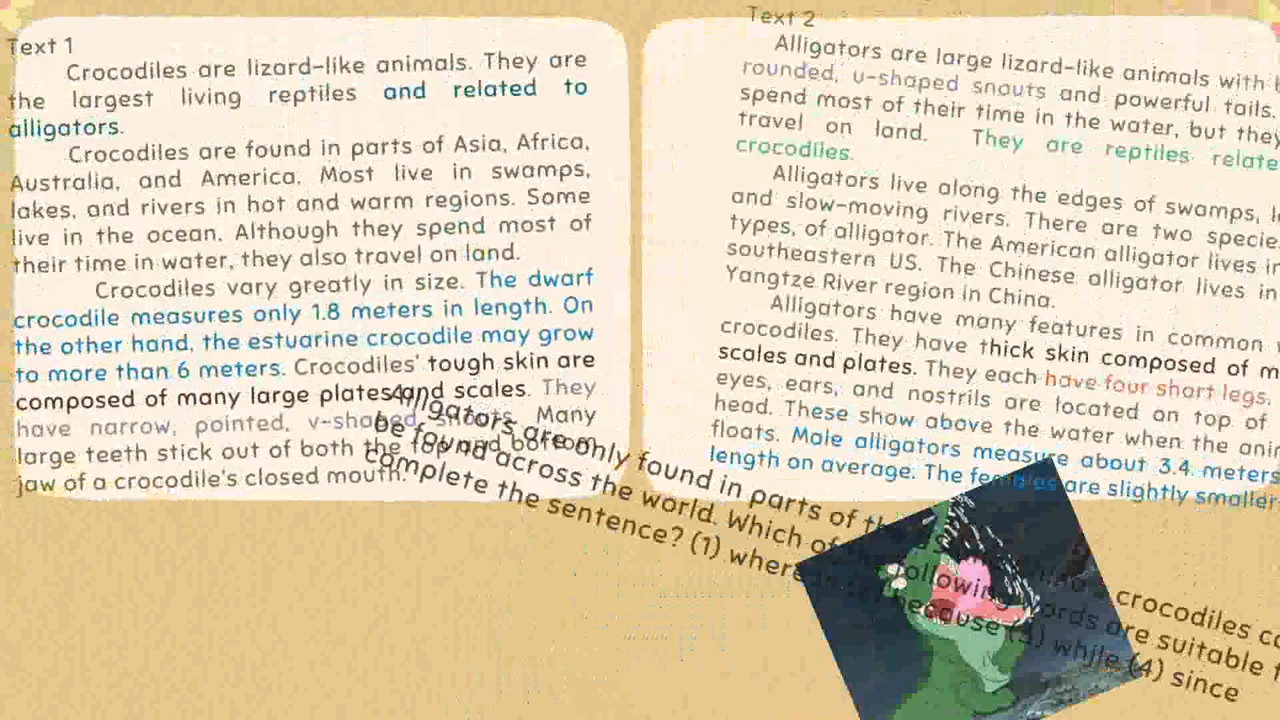 Text 1
Crocodiles are lizard-like animals. They are
the largest living reptiles and related to
alligators.
Crocodiles are found in parts of Asia, Africa,
Australia, and America. Most live in swamps,
lakes, and rivers in hot and warm regions. Some
live in the ocean. Although they spend most of
their time in water, they also travel on land.
Crocodiles vary greatly in size. The dwarf
crocodile measures only 1.8 meters in length. On
the other hand, the estuarine crocodile may grow
to more than 6 meters. Crocodiles' tough skin are
composed of many large plates and scales. They
have narrow, pointed, v-shaped snouts. Many
large teeth stick out of both the top and bottom
jaw of a crocodile's closed mouth.
Text 2
Alligators are large lizard-like animals with
rounded, u-shaped snouts and powerful tails.
spend most of their time in the water, but they
travel on land. They are reptiles
crocodiles.
Alligators live along the edges of swamps,
and slow-moving rivers. There are two
types, of alligator. The American alligator lives
southeastern US. The Chinese alligator lives in
Yangtze River region in China.
Alligators have many features in common
crocodiles. They have thick skin composed of
scales and plates. They each have four short legs.
eyes, ears, and nostrils are located on top of
head. These show above the water when the
floats. Male alligators measure about 3.4 meters
length on average. The females are slightly smaller
Alligators are only found in parts of the crocodiles
be found across the world. Which of the following words are suitable
complete the sentence? (1) whereas because (3) while (4) since